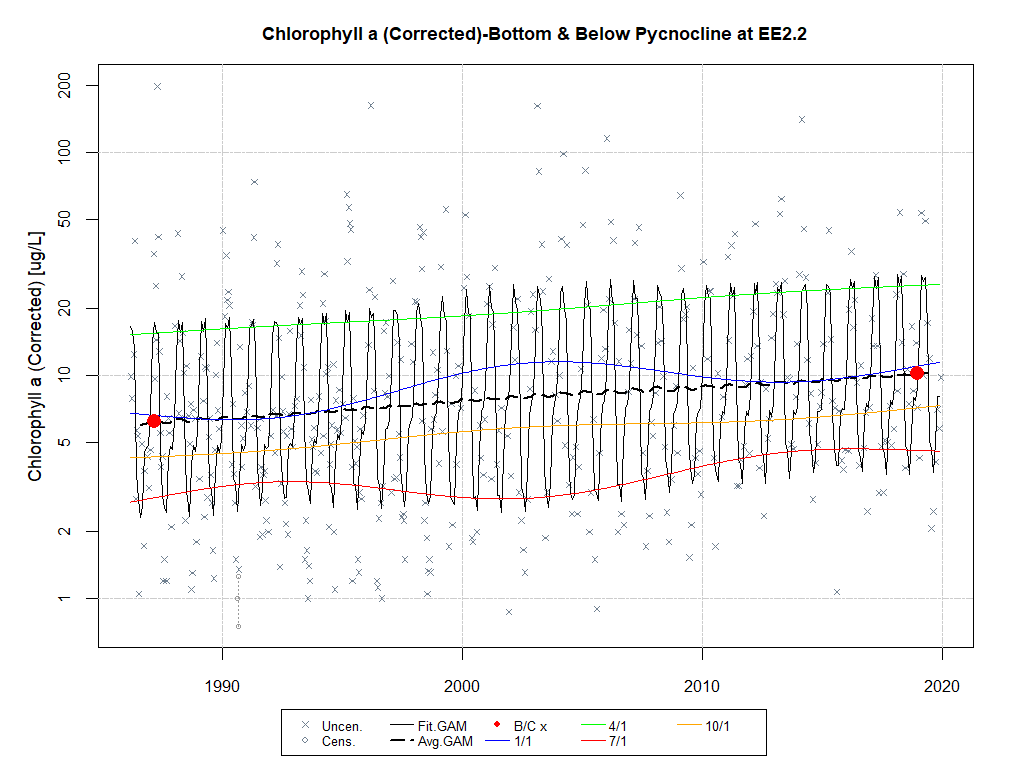 Chlorophyll a (Corrected)-Bottom & Below Pycnocline at EE2.2
Chlorophyll a (Corrected) [ug/L]
200
100
50
20
10
5
2
1
1990 2000 2010 2020
Uncen. Fit.GAM B/C x 4/1 10/1
Cens. Avg.GAM 1/1 7/1